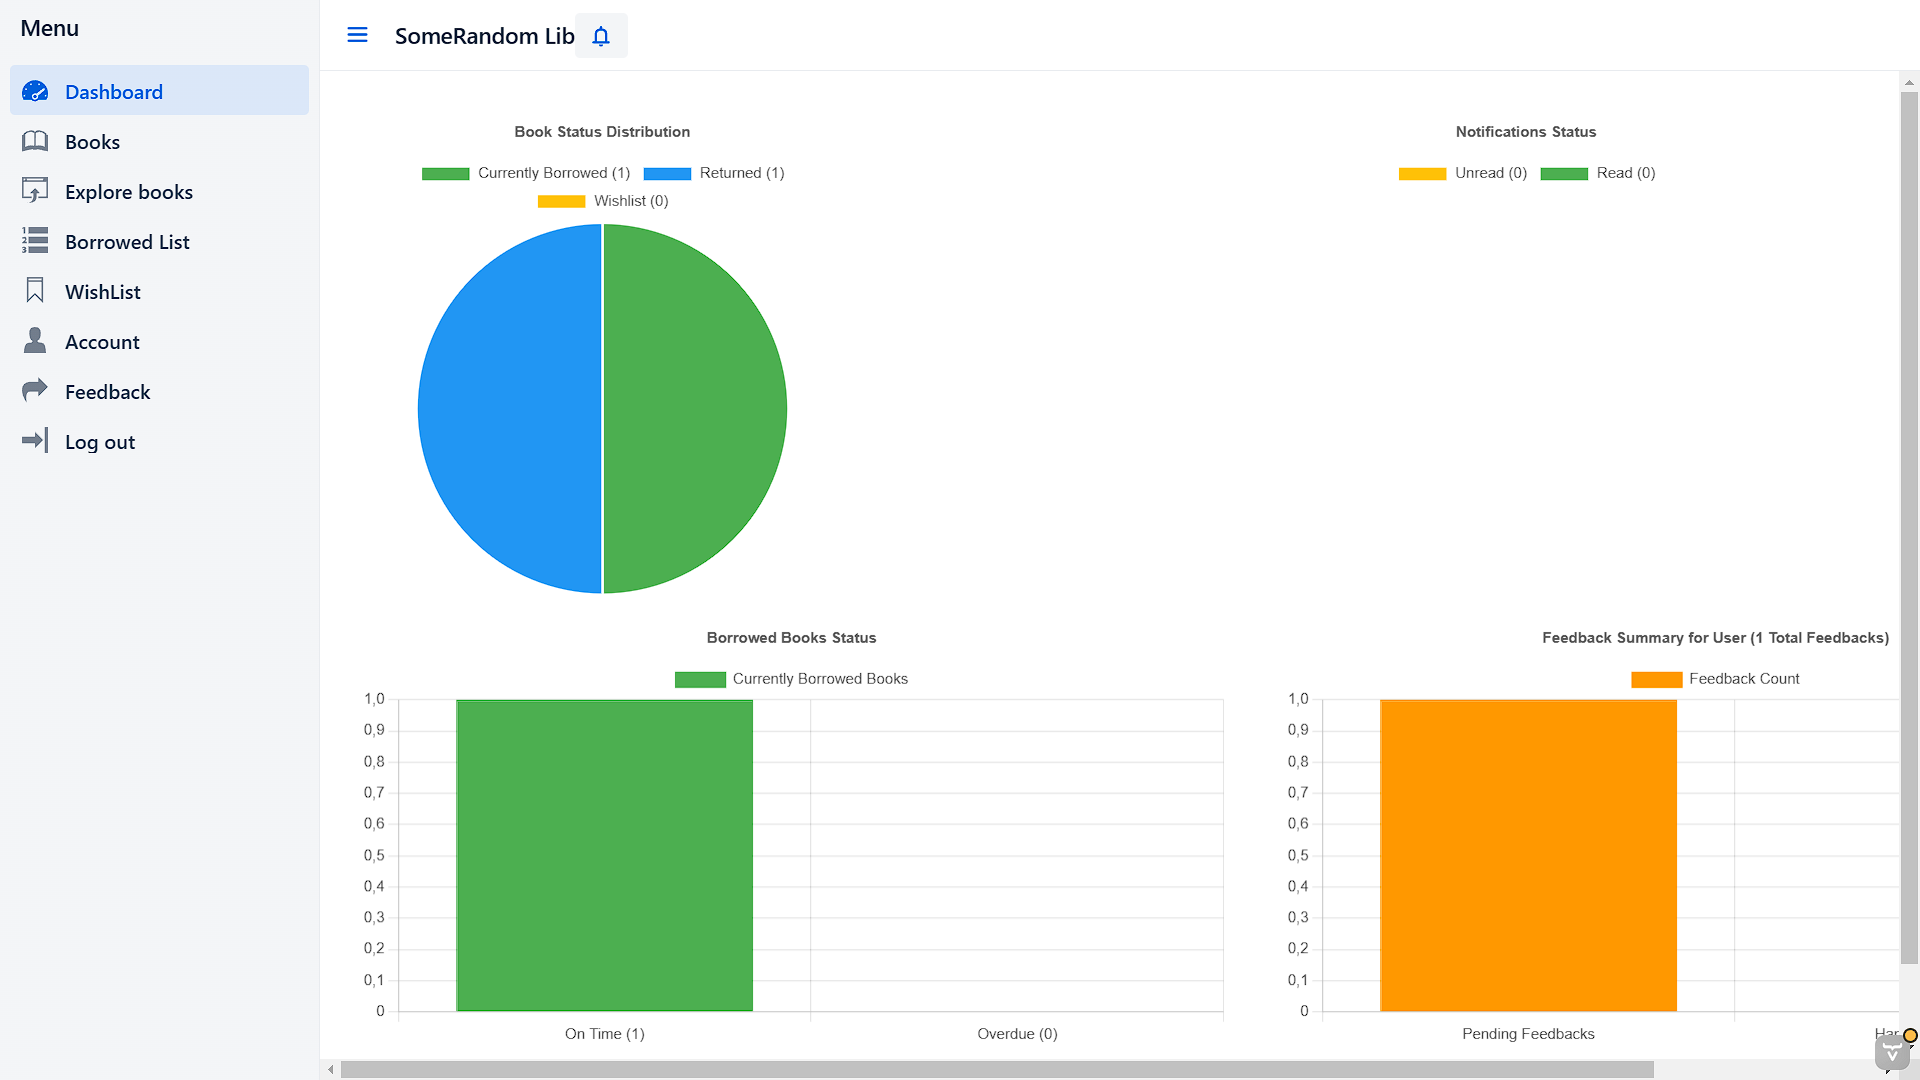 Menu
SomeRandom Lib
Dashboard
Books
Explore books
Borrowed List
WishList
Account
Feedback
Log out
Book Status Distribution
Currently Borrowed (1)
Returned (1)
Wishlist (0)
Notifications Status
Unread (0)
Read (0)
Borrowed Books Status
Currently Borrowed Books
1,0
0,9
0,8
0,7
0,6
0,5
0,4
0,3
0,2
0,1
0
On Time (1)
Overdue (0)
Feedback Summary for User (1 Total Feedbacks)
Feedback Count
1,0
0,9
0,8
0,7
0,6
0,5
0,4
0,3
0,2
0,1
0
Pending Feedbacks